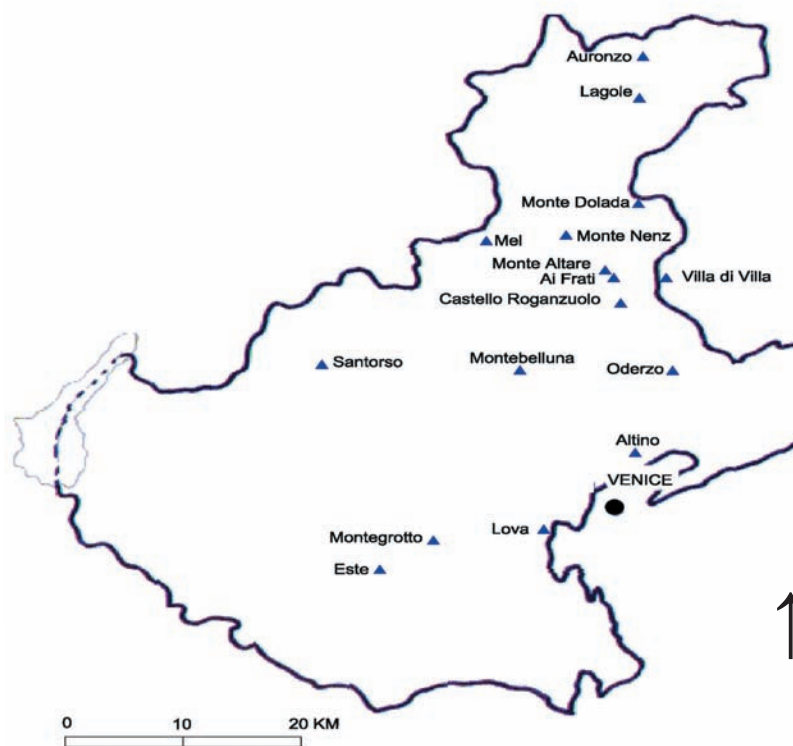 Auronzo
Lagole
Monte Dolada
Monte Nenz
Mel
Monte Altare
Ai Frati
Villa di Villa
Castello Roganzuolo
Santorso
Montebelluna
Oderzo
Altino
VENICE
Lova
Montegrotto
Este
0 10 20 KM